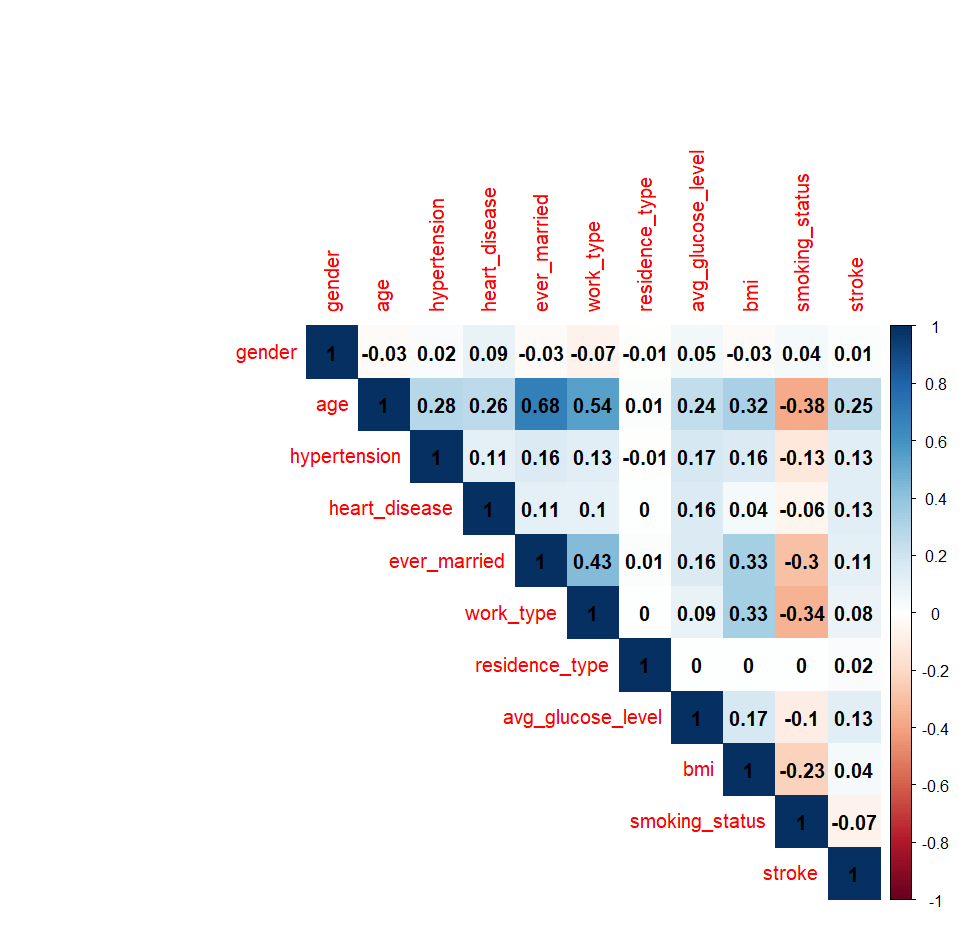 gender
age
hypertension
heart_disease
ever_married
work_type
residence_type
avg_glucose_level
bmi
smoking_status
stroke
gender 1 -0.03 0.02 0.09 -0.03 -0.07 -0.01 0.05 -0.03 0.04 0.01
age 1 0.28 0.26 0.68 0.54 0.01 0.24 0.32 -0.38 0.25
hypertension 1 0.11 0.16 0.13 -0.01 0.17 0.16 -0.13 0.13
heart_disease 1 0.11 0.1 0 0.16 0.04 -0.06 0.13
ever_married 1 0.43 0.01 0.16 0.33 -0.3 0.11
work_type 1 0 0.09 0.33 -0.34 0.08
residence_type 1 0 0 0 0.02
avg_glucose_level 1 0.17 -0.1 0.13
bmi 1 -0.23 0.04
smoking_status 1 -0.07
stroke 1
1
0.8
0.6
0.4
0.2
0
-0.2
-0.4
-0.6
-0.8
-1